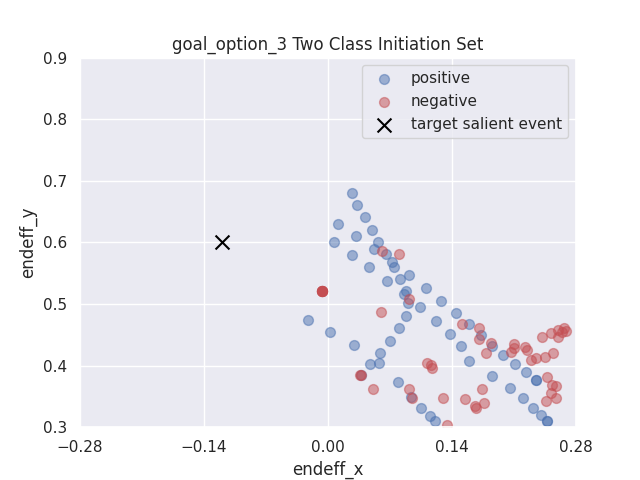 goal_option_3 Two Class Initiation Set
positive
negative
target salient event
endeff_y
0.9
0.8
0.7
0.6
0.5
0.4
0.3
−0.28
−0.14
0.00
0.14
0.28
endeff_x